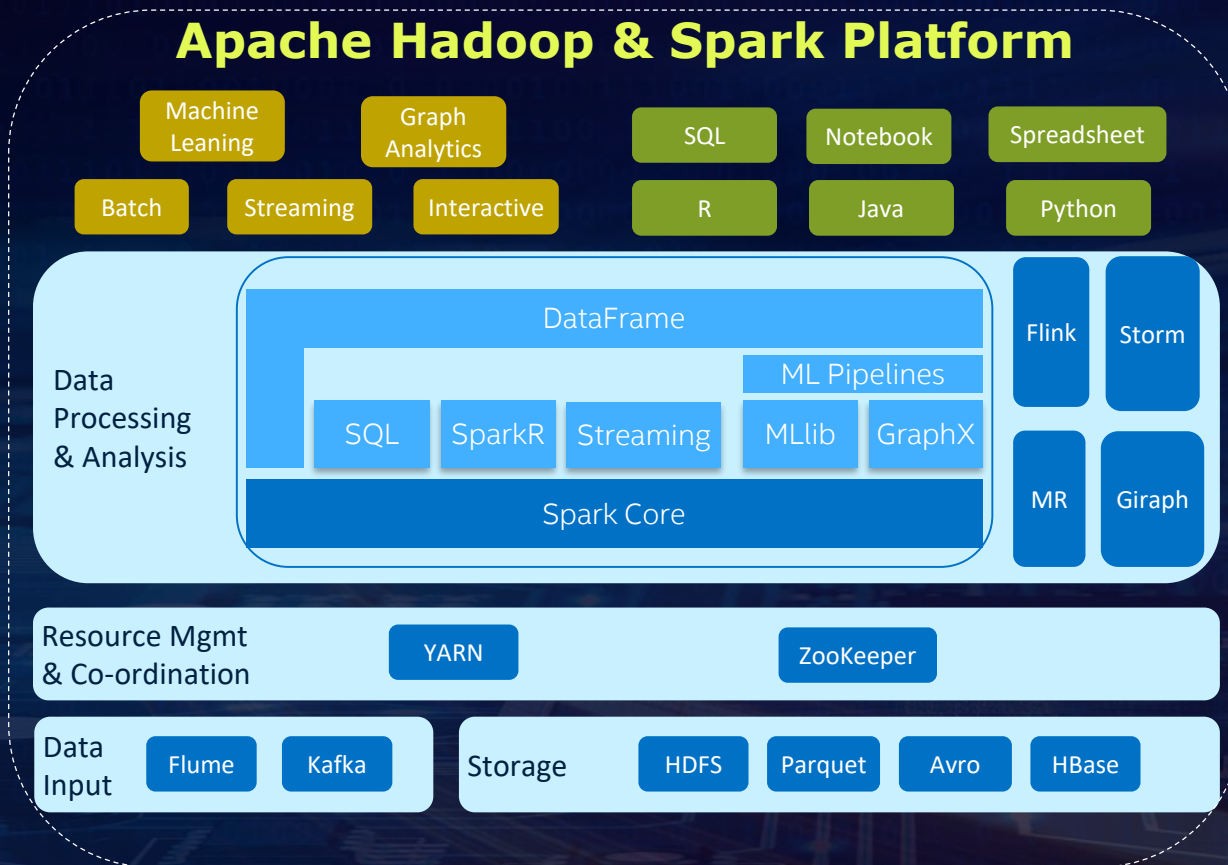 Apache Hadoop & Spark Platform
Machine
Leaning
Graph
Analytics
SQL
Notebook
Spreadsheet
Batch
Streaming
Interactive
R
Java
Python
Data
Processing
& Analysis
DataFrame
ML Pipelines
SQL
SparkR
Streaming
MLlib
GraphX
Spark Core
Flink
Storm
MR
Giraph
Resource Mgmt
& Co-ordination
YARN
ZooKeeper
Data
Input
Flume
Kafka
Storage
HDFS
Parquet
Avro
HBase